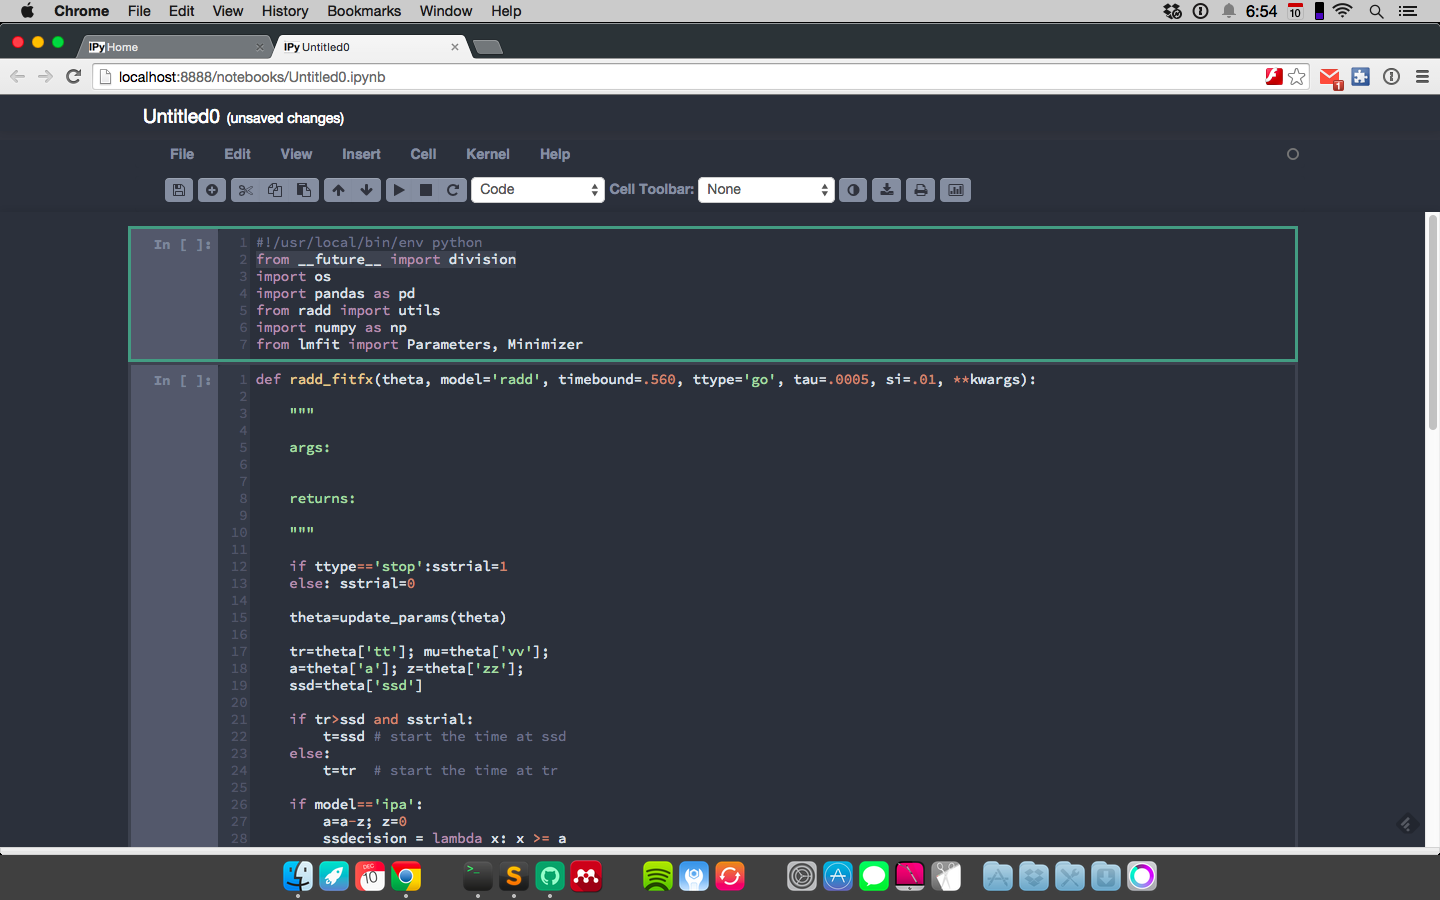 Chrome File Edit View History Bookmarks Window Help 6:54 10
IPy Home IPy Untitled0
localhost:8888/notebooks/Untitled0.ipynb 1
Untitled0 (unsaved changes)
File Edit View Insert Cell Kernel Help
Code Cell Toolbar: None
In [ ]: 1 #!/usr/local/bin/env python
2 from __future__ import division
3 import os
4 import pandas as pd
5 from radd import utils
6 import numpy as np
7 from lmfit import Parameters, Minimizer
In [ ]: 1 def radd_fitfx(theta, model='radd', timebound=.560, ttype='go', tau=.0005, si=.01, **kwargs):
2
3 """
4
5 args:
6
7
8 returns:
9
10 """
11
12 if ttype=='stop':sstrial=1
13 else: sstrial=0
14
15 theta=update_params(theta)
16
17 tr=theta['tt']; mu=theta['vv'];
18 a=theta['a']; z=theta['zz'];
19 ssd=theta['ssd']
20
21 if tr>ssd and sstrial:
22 t=ssd # start the time at ssd
23 else:
24 t=tr # start the time at tr
25
26 if model=='ipa':
27 a=a-z; z=0
28 ssdecision = lambda x: x >= a
DEC
10
>_
S